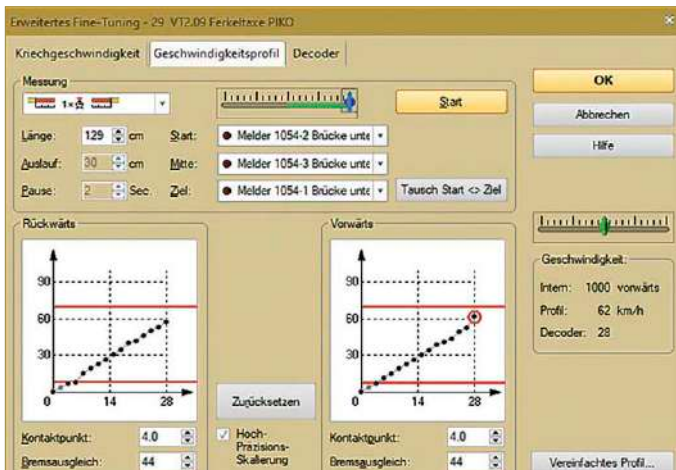 Erweitertes Fine-Tuning - 29 VT2.09 Ferkeltaxe PIKO
Kriechgeschwindigkeit Geschwindigkeitsprofil Decoder
Messung
1x
Start
Länge: 129 cm Start: Melder 1054-2 Brücke unte
Auslauf: 30 cm Mitte: Melder 1054-3 Brücke unte
Pause: 2 Sec. Ziel: Melder 1054-1 Brücke unte Tausch Start <> Ziel
OK
Abbrechen
Hilfe
Rückwärts
90
60
30
0 14 28
Kontaktpunkt: 4.0
Bremsausgleich: 44
Zurücksetzen
Hoch-
Präzisions-
Skalierung
Vorwärts
90
60
30
0 14 28
Kontaktpunkt: 4.0
Bremsausgleich: 44
Geschwindigkeit:
Intern: 1000 vorwärts
Profil: 62 km/h
Decoder: 28
Vereinfachtes Profil...